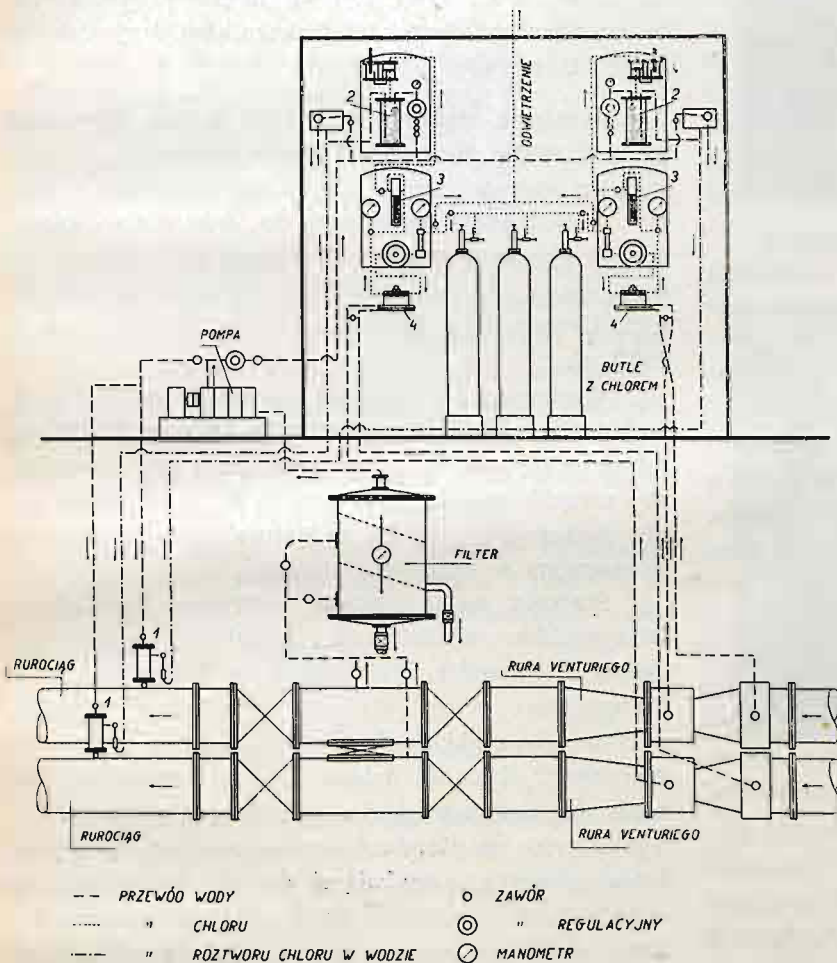 ODWIETRZENIE
2
2
3
3
4
4
POMPA
BUTLE
Z CHLOREM
FILTER
1
1
RUROCIĄG
RURA VENTURIEGO
RUROCIĄG
RURA VENTURIEGO
PRZEWÓD WODY
" CHLORU
" ROZTWORU CHLORU W WODZIE
ZAWÓR
" REGULACYJNY
MANOMETR